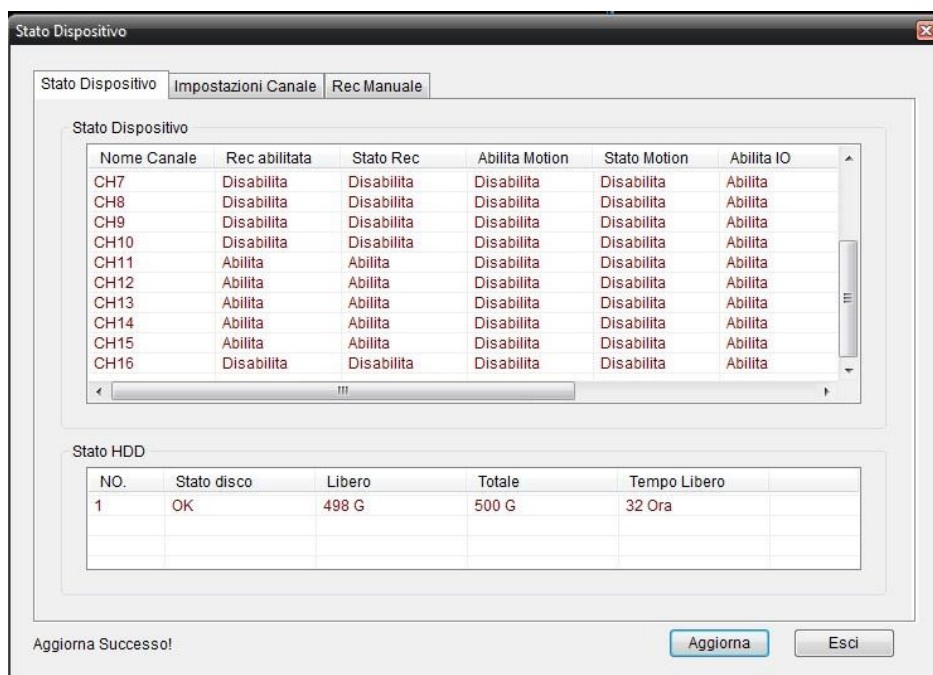 Stato Dispositivo
Stato Dispositivo Impostazioni Canale Rec Manuale
Stato Dispositivo
Nome Canale Rec abilitata Stato Rec Abilita Motion Stato Motion Abilita IO
CH7 Disabilita Disabilita Disabilita Disabilita Abilita
CH8 Disabilita Disabilita Disabilita Disabilita Abilita
CH9 Disabilita Disabilita Disabilita Disabilita Abilita
CH10 Disabilita Disabilita Disabilita Disabilita Abilita
CH11 Abilita Abilita Disabilita Disabilita Abilita
CH12 Abilita Abilita Disabilita Disabilita Abilita
CH13 Abilita Abilita Disabilita Disabilita Abilita
CH14 Abilita Abilita Disabilita Disabilita Abilita
CH15 Abilita Abilita Disabilita Disabilita Abilita
CH16 Disabilita Disabilita Disabilita Disabilita Abilita
Stato HDD
NO. Stato disco Libero Totale Tempo Libero
1 OK 498 G 500 G 32 Ora
Aggiorna Successo! Aggiorna Esci